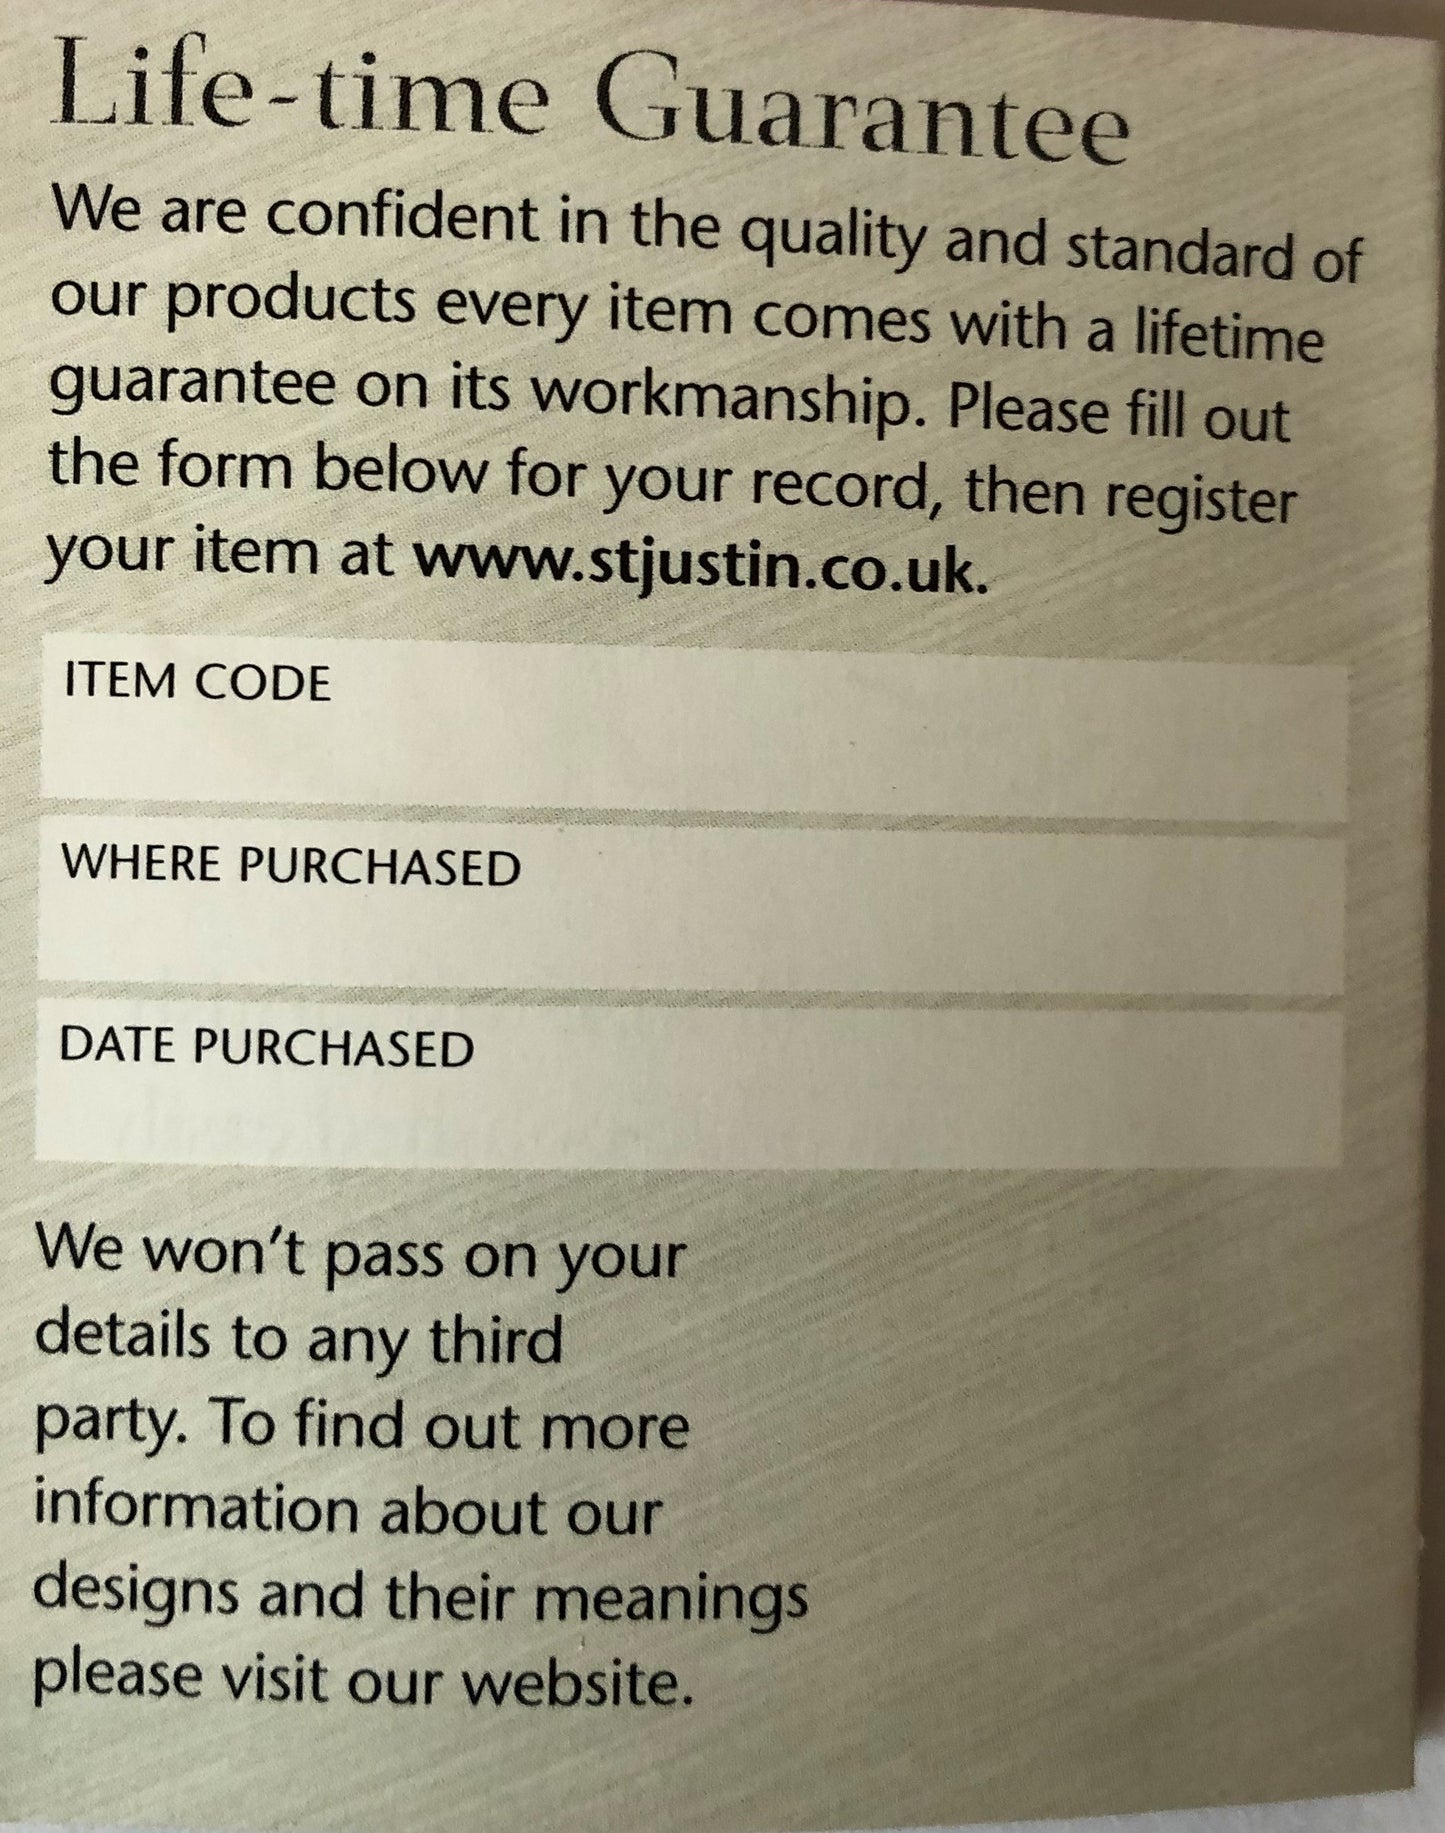 Life-time Guarantee
We are confident in the quality and standard of
our products every item comes with a lifetime
guarantee on its workmanship. Please fill out
the form below for your record, then register
your item at www.stjustin.co.uk.
ITEM CODE
WHERE PURCHASED
DATE PURCHASED
We won't pass on your
details to any third
party. To find out more
information about our
designs and their meanings
please visit our website.